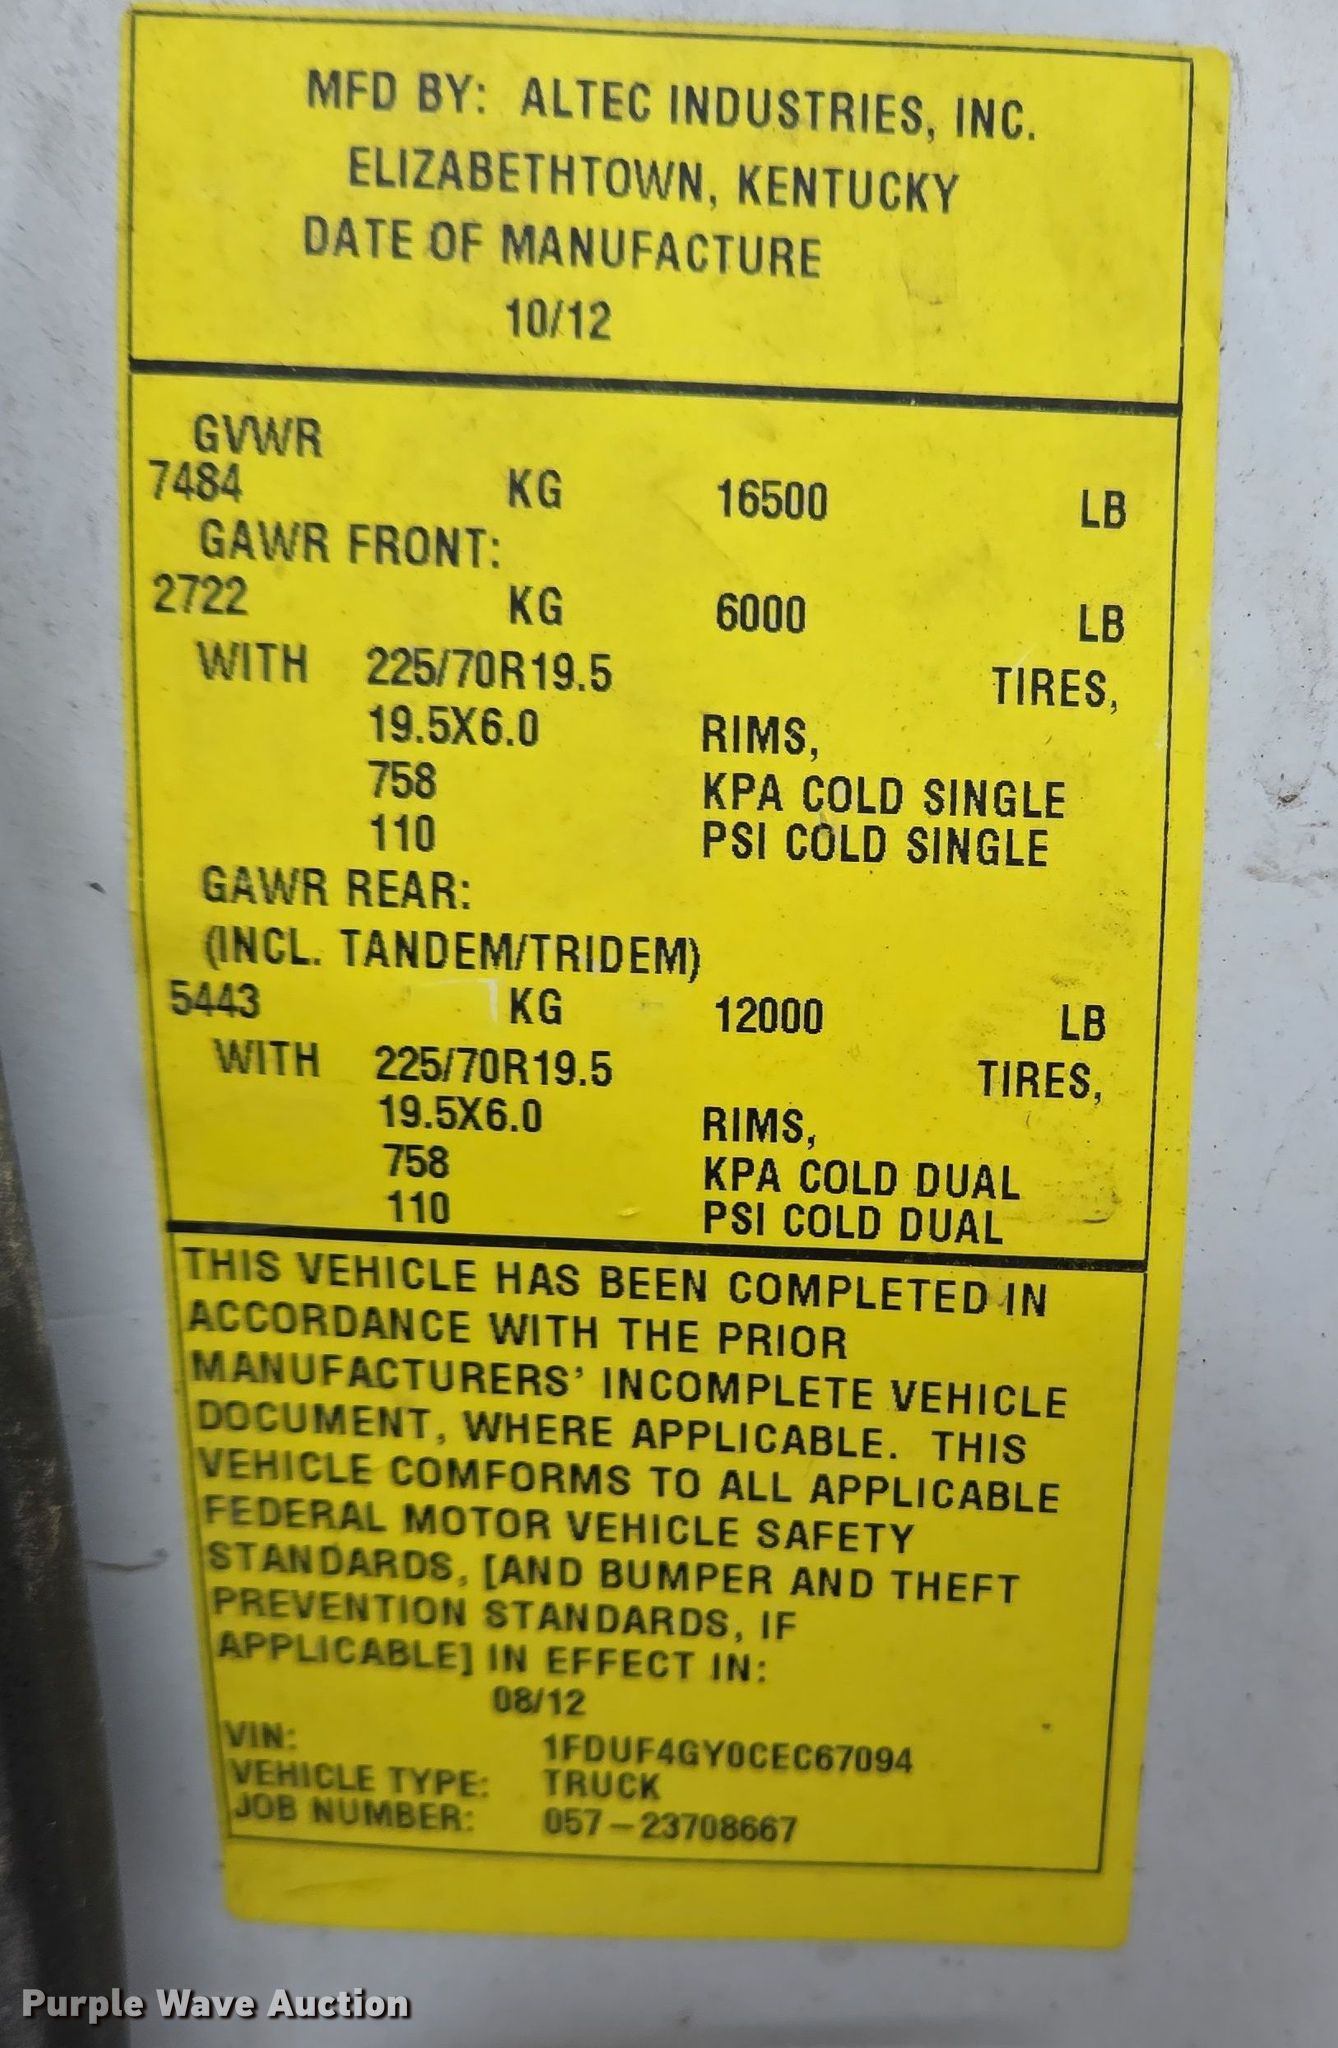 MFD BY: ALTEC INDUSTRIES, INC.
ELIZABETHTOWN, KENTUCKY
DATE OF MANUFACTURE
10/12
GVWR
7484 KG 16500 LB
GAWR FRONT:
2722 KG 6000 LB
WITH 225/70R19.5 TIRES,
19.5X6.0 RIMS,
758 KPA COLD SINGLE
110 PSI COLD SINGLE
GAWR REAR:
(INCL. TANDEM/TRIDEM)
5443 KG 12000 LB
WITH 225/70R19.5 TIRES,
19.5X6.0 RIMS,
758 KPA COLD DUAL
110 PSI COLD DUAL
THIS VEHICLE HAS BEEN COMPLETED IN
ACCORDANCE WITH THE PRIOR
MANUFACTURERS' INCOMPLETE VEHICLE
DOCUMENT, WHERE APPLICABLE. THIS
VEHICLE COMFORMS TO ALL APPLICABLE
FEDERAL MOTOR VEHICLE SAFETY
STANDARDS, [AND BUMPER AND THEFT
PREVENTION STANDARDS, IF
APPLICABLE] IN EFFECT IN:
08/12
VIN: 1FDUF4GY0CEC67094
VEHICLE TYPE: TRUCK
JOB NUMBER: 057-23708667
Purple Wave Auction